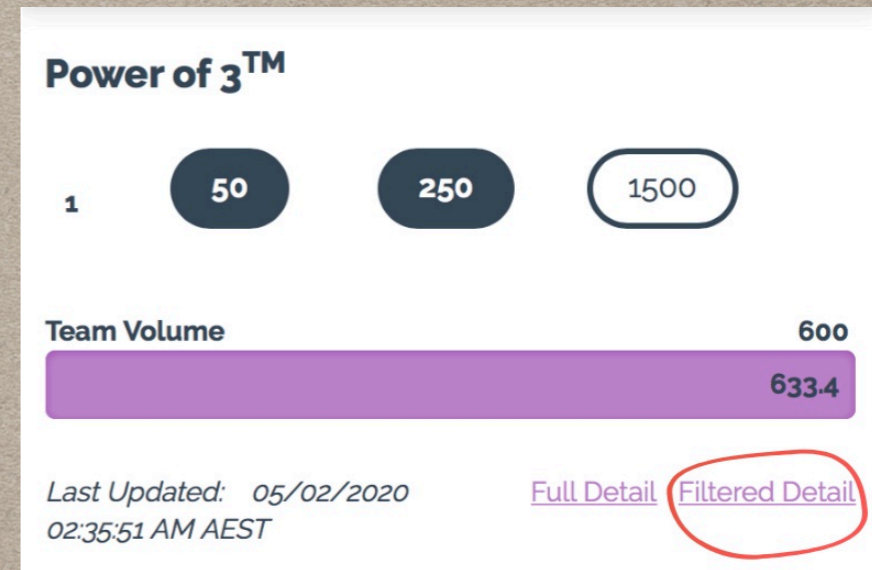 Power of 3TM
1 50 250 1500
Team Volume 600
633.4
Last Updated: 05/02/2020 Full Detail Filtered Detail
02:35:51 AM AEST